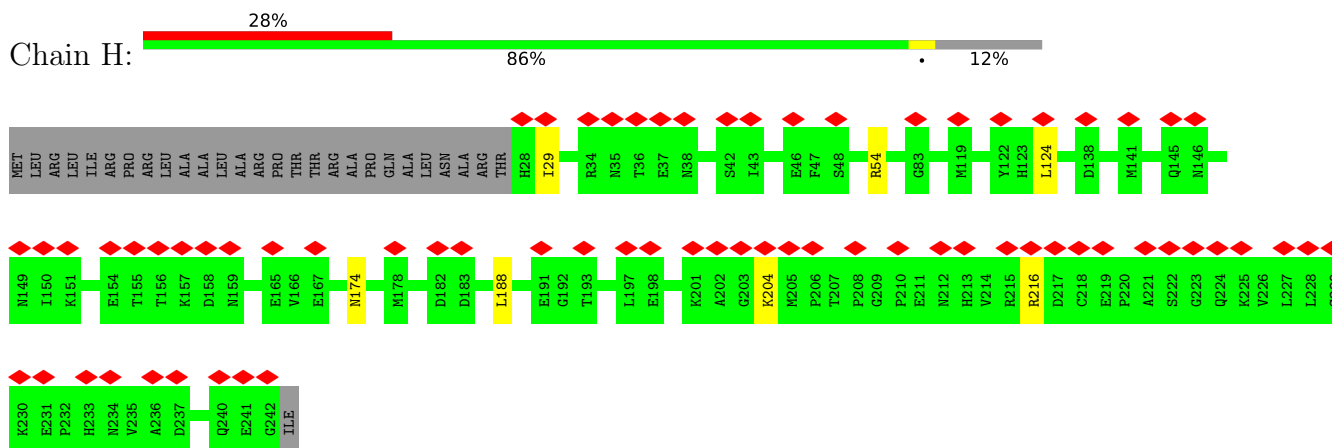 28%
Chain H:
86% • 12%
MET LEU ARG LEU ILE ARG PRO ARG LEU ALA ALA LEU ALA ARG PRO THR THR ARG ALA PRO GLN ALA LEU ASN ALA ARG THR H28 I29 R34 N35 T36 E37 N38 S42 I43 E46 F47 S48 R54 G83 M119 Y122 H123 L124 D138 M141 Q145 N146
N149 I150 K151 E154 T155 T156 K157 D158 N159 E165 V166 E167 N174 M178 D182 D183 L188 E191 G192 T193 L197 E198 K201 A202 G203 K204 M205 P206 T207 P208 G209 P210 E211 N212 H213 V214 R215 R216 D217 C218 E219 P220 A221 S222 G223 Q224 K225 V226 L227 L228
K230 E231 P232 H233 N234 V235 A236 D237 Q240 E241 G242 ILE